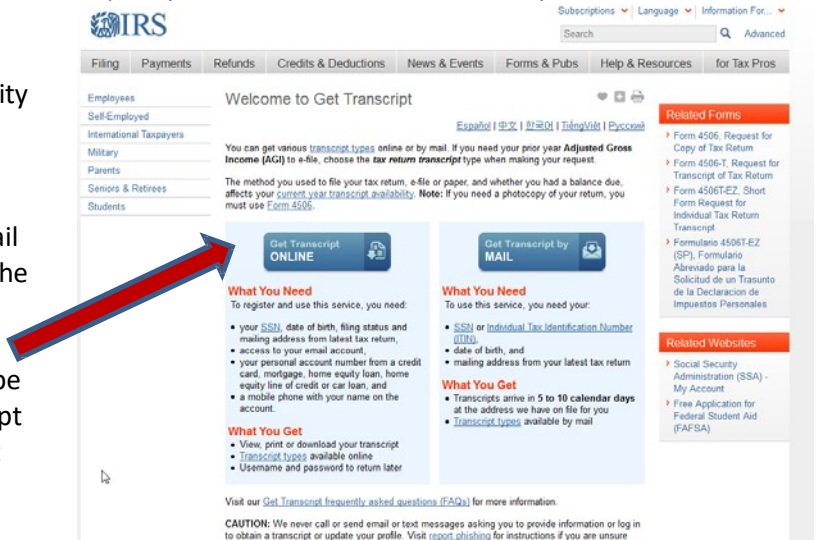 Subscriptions Language Information For...
IRS
Search Advanced
Filing Payments Refunds Credits & Deductions News & Events Forms & Pubs Help & Resources for Tax Pros
ity
ail
he
be
pt
Employees
Self-Employed
International Taxpayers
Military
Parents
Seniors & Retirees
Students
Welcome to Get Transcript
Español | 中文 | 한국어 | TiếngViệt | Русский
You can get various transcript types online or by mail. If you need your prior year Adjusted Gross
Income (AGI) to e-file, choose the tax return transcript type when making your request.
The method you used to file your tax return, e-file or paper, and whether you had a balance due,
affects your current year transcript availability. Note: If you need a photocopy of your return, you
must use Form 4506.
Get Transcript
ONLINE
What You Need
To register and use this service, you need:
• your SSN, date of birth, filing status and
mailing address from latest tax return,
• access to your email account,
• your personal account number from a credit
card, mortgage, home equity loan, home
equity line of credit or car loan, and
• a mobile phone with your name on the
account.
What You Get
• View, print or download your transcript
• Transcript types available online
• Username and password to return later
Get Transcript by
MAIL
What You Need
To use this service, you need your:
• SSN or Individual Tax Identification Number
(ITIN),
• date of birth, and
• mailing address from your latest tax return
What You Get
• Transcripts arrive in 5 to 10 calendar days
at the address we have on file for you
• Transcript types available by mail
Visit our Get Transcript frequently asked questions (FAQs) for more information.
CAUTION: We never call or send email or text messages asking you to provide information or log in
to obtain a transcript or update your profile. Visit report phishing for instructions if you are unsure
Related Forms
Form 4506, Request for
Copy of Tax Return
Form 4506-T, Request for
Transcript of Tax Return
Form 4506T-EZ, Short
Form Request for
Individual Tax Return
Transcript
Formulario 4506T-EZ
(SP), Formulario
Abreviado para la
Solicitud de un Trasunto
de la Declaracion de
Impuestos Personales
Related Websites
Social Security
Administration (SSA) -
My Account
Free Application for
Federal Student Aid
(FAFSA)